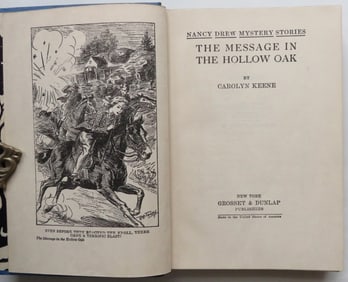 EVEN BEFORE THEY REACHED THE KNOLL, THERE
CAME A TERRIFIC BLAST!
The Message in the Hollow Oak
NANCY DREW MYSTERY STORIES
THE MESSAGE IN
THE HOLLOW OAK
BY
CAROLYN KEENE
NEW YORK
GROSSET & DUNLAP
PUBLISHERS
Made in the United States of America